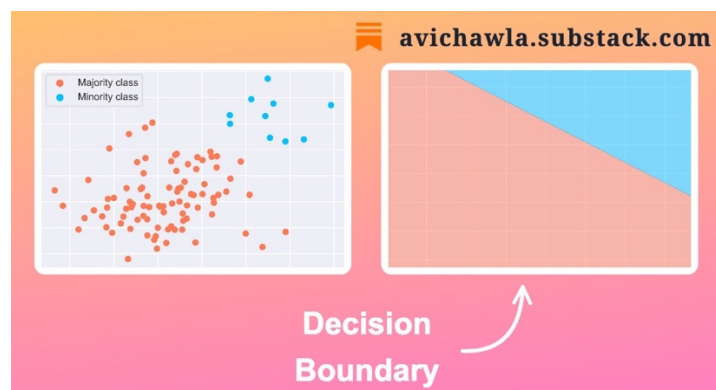 avichawla.substack.com
Majority class
Minority class
Decision
Boundary